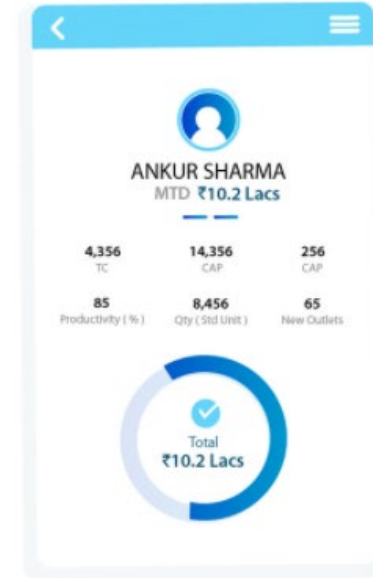 ANKUR SHARMA
MTD ₹10.2 Lacs
4,356 14,356 256
TC CAP CAP
85 8,456 65
Productivity ( % ) Qty ( Std Unit ) New Outlets
Total
₹10.2 Lacs